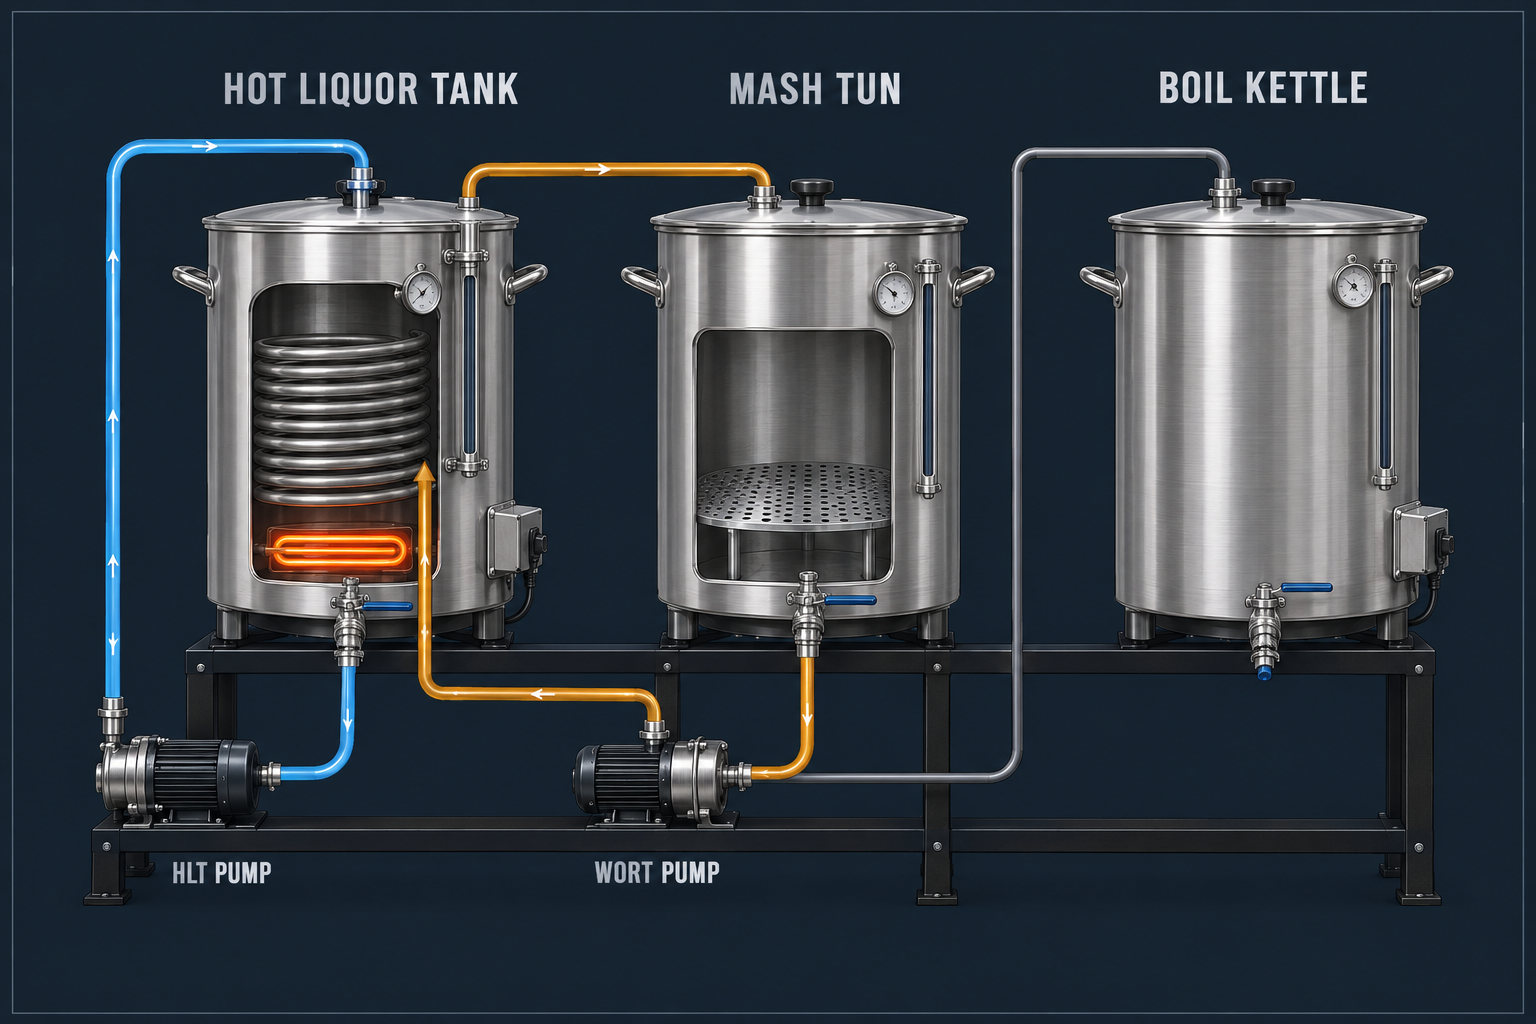 HOT LIQUOR TANK
MASH TUN
BOIL KETTLE
HLT PUMP
WORT PUMP